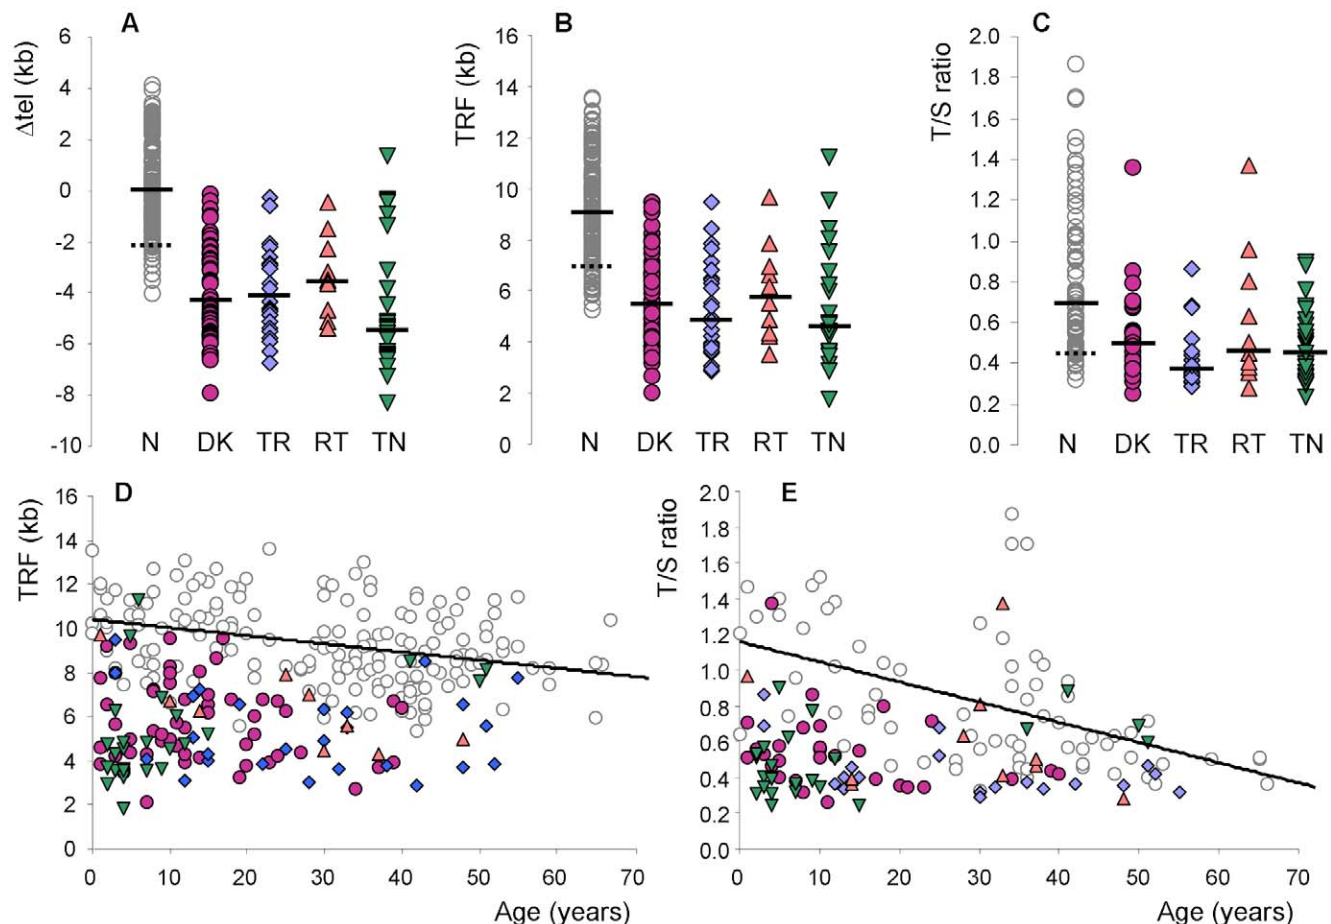 A
Δtel (kb)
6
4
2
0
-2
-4
-6
-8
-10
N DK TR RT TN
B
TRF (kb)
16
14
12
10
8
6
4
2
0
N DK TR RT TN
C
T/S ratio
2.0
1.8
1.6
1.4
1.2
1.0
0.8
0.6
0.4
0.2
0.0
N DK TR RT TN
D
TRF (kb)
16
14
12
10
8
6
4
2
0
0 10 20 30 40 50 60 70
Age (years)
E
T/S ratio
2.0
1.8
1.6
1.4
1.2
1.0
0.8
0.6
0.4
0.2
0.0
0 10 20 30 40 50 60 70
Age (years)